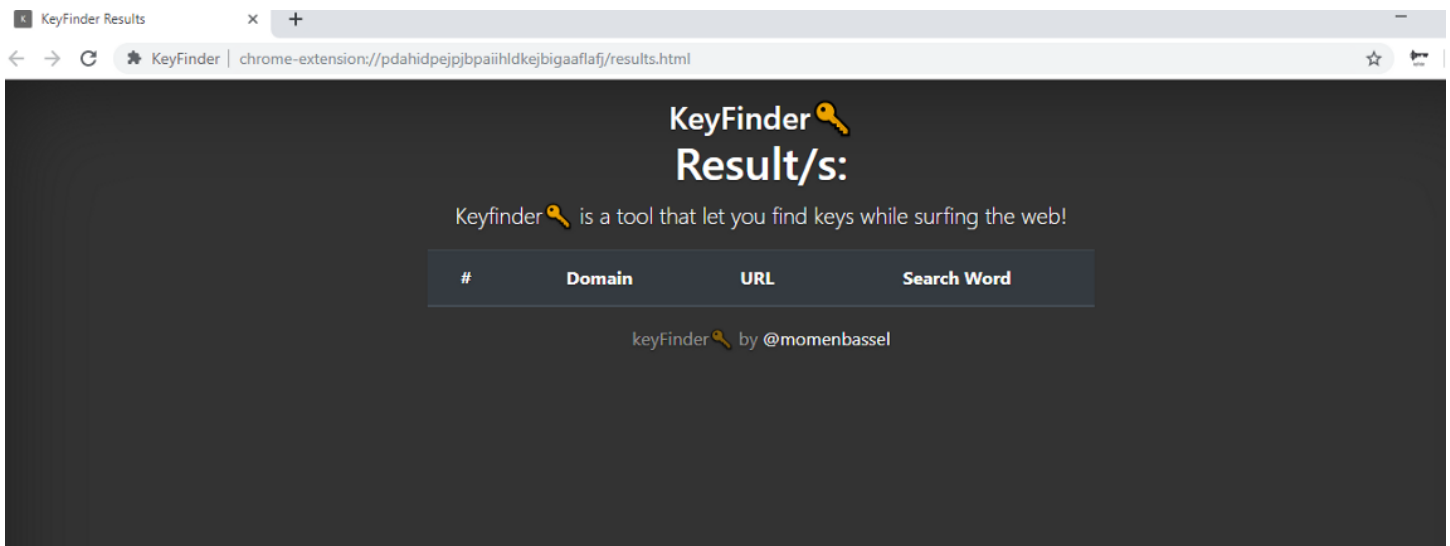 KeyFinder Results
KeyFinder chrome-extension://pdahidpejpjbpaiihldkejbigaaflafj/results.html
KeyFinder
Result/s:
Keyfinder is a tool that let you find keys while surfing the web!
# Domain URL Search Word
keyFinder by @momenbassel